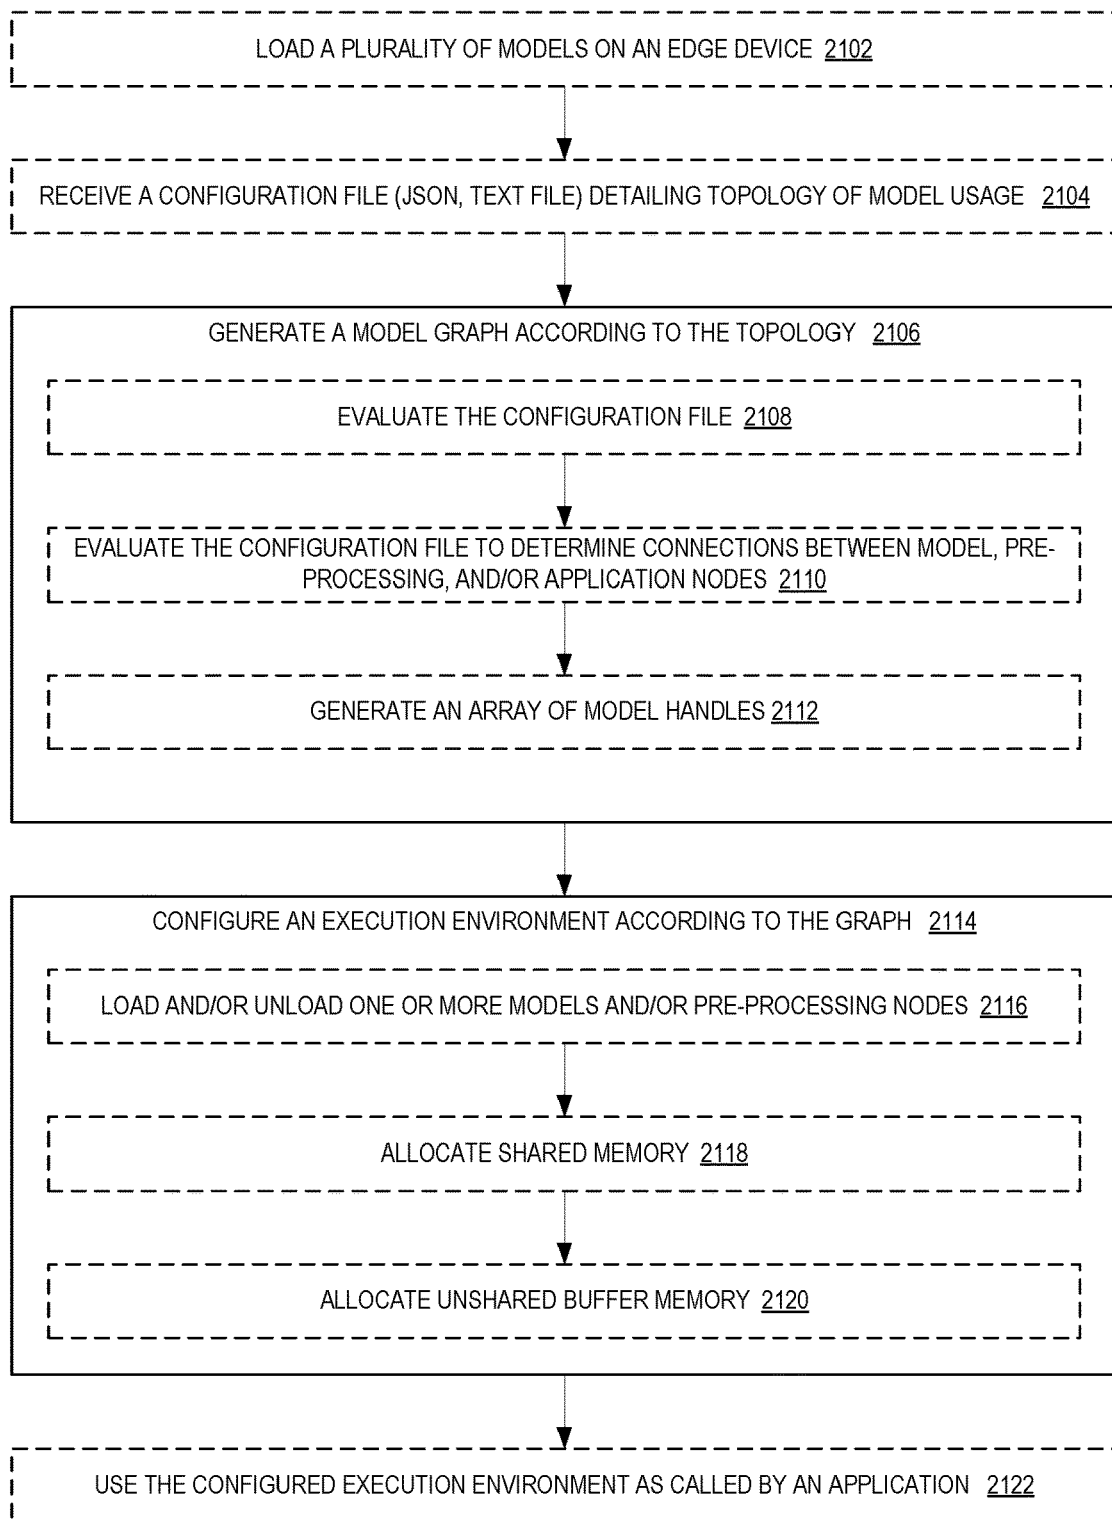 LOAD A PLURALITY OF MODELS ON AN EDGE DEVICE 2102
RECEIVE A CONFIGURATION FILE (JSON, TEXT FILE) DETAILING TOPOLOGY OF MODEL USAGE 2104
GENERATE A MODEL GRAPH ACCORDING TO THE TOPOLOGY 2106
EVALUATE THE CONFIGURATION FILE 2108
EVALUATE THE CONFIGURATION FILE TO DETERMINE CONNECTIONS BETWEEN MODEL, PRE-
PROCESSING, AND/OR APPLICATION NODES 2110
GENERATE AN ARRAY OF MODEL HANDLES 2112
CONFIGURE AN EXECUTION ENVIRONMENT ACCORDING TO THE GRAPH 2114
LOAD AND/OR UNLOAD ONE OR MORE MODELS AND/OR PRE-PROCESSING NODES 2116
ALLOCATE SHARED MEMORY 2118
ALLOCATE UNSHARED BUFFER MEMORY 2120
USE THE CONFIGURED EXECUTION ENVIRONMENT AS CALLED BY AN APPLICATION 2122